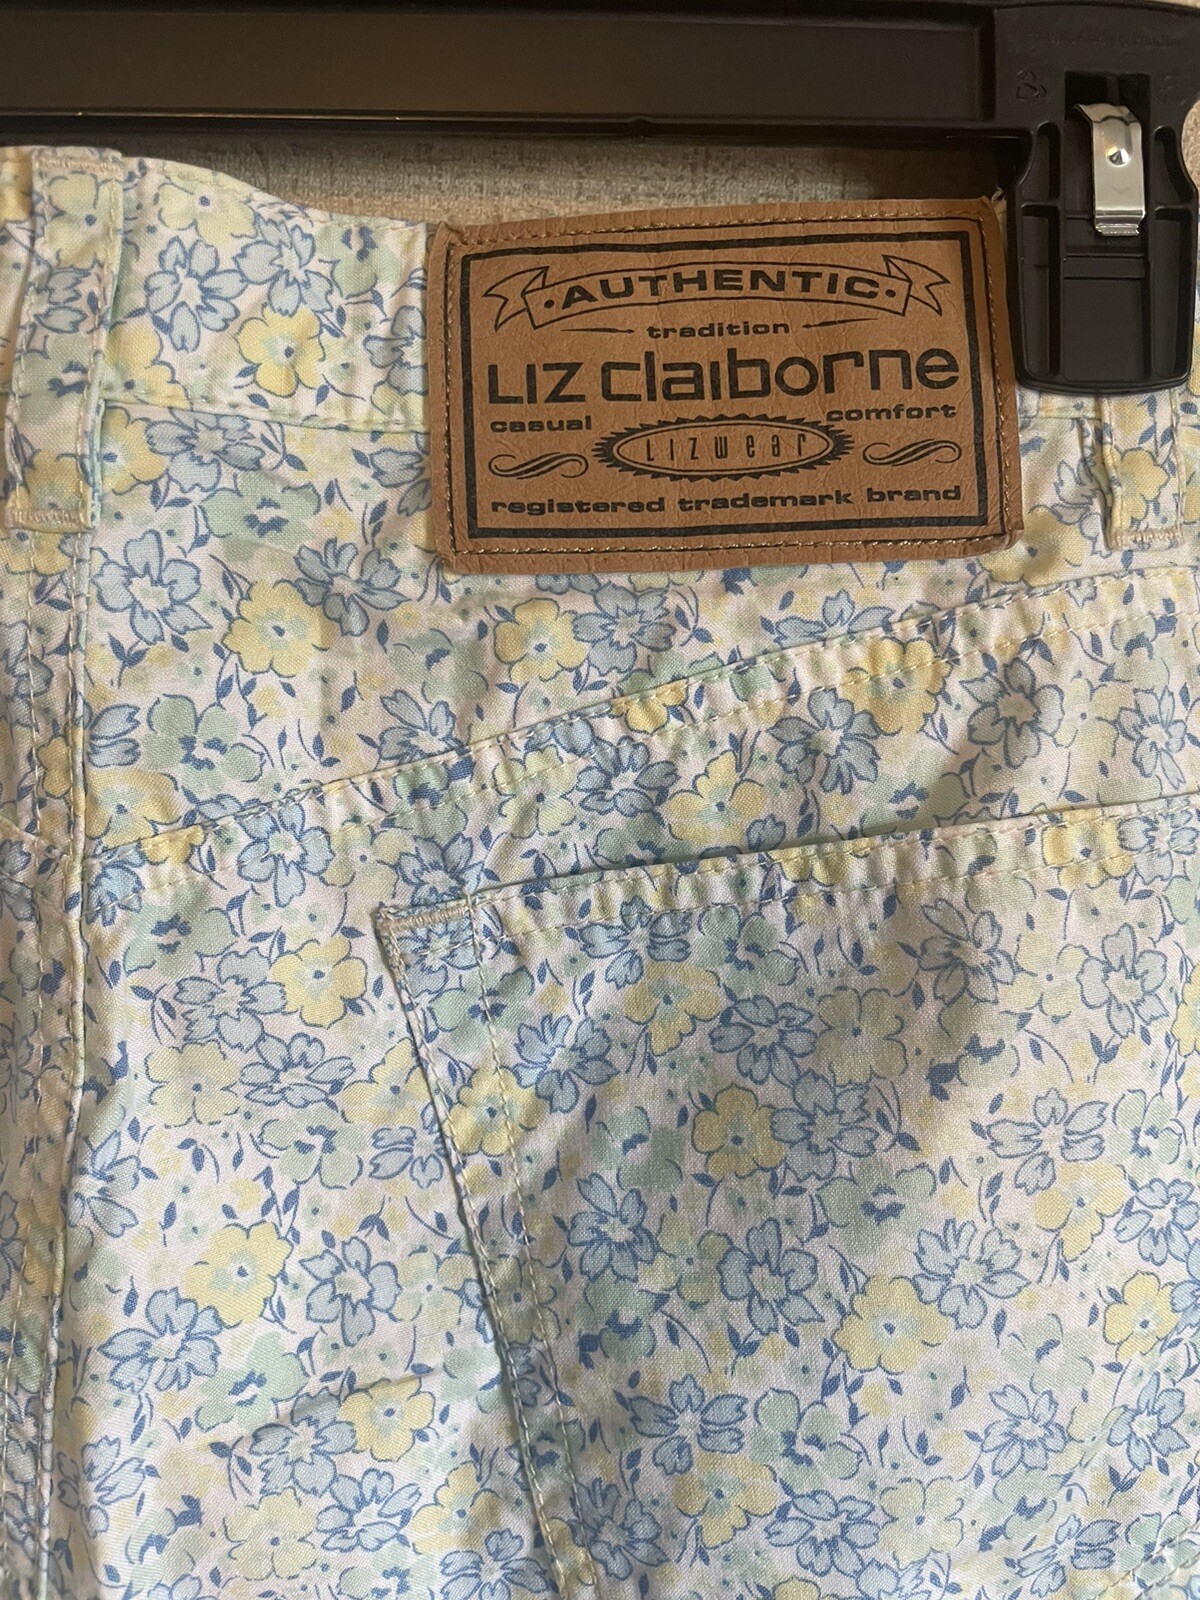 ·AUTHENTIC·
tradition
LIZ claiborne
casual comfort
LIZwear
registered trademark brand